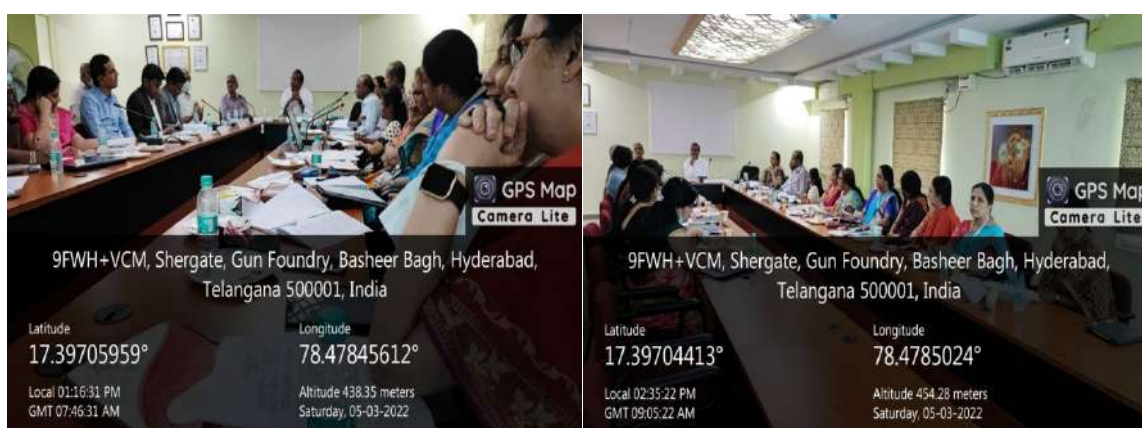 GPS Map
Camera Lite
9FWH+VCM, Shergate, Gun Foundry, Basheer Bagh, Hyderabad,
Telangana 500001, India
Latitude
17.39705959°
Longitude
78.47845612°
Local 01:16:31 PM
GMT 07:46:31 AM
Altitude 438.35 meters
Saturday, 05-03-2022
GPS Map
Camera Lite
9FWH+VCM, Shergate, Gun Foundry, Basheer Bagh, Hyderabad,
Telangana 500001, India
Latitude
17.39704413°
Longitude
78.4785024°
Local 02:35:22 PM
GMT 09:05:22 AM
Altitude 454.28 meters
Saturday, 05-03-2022